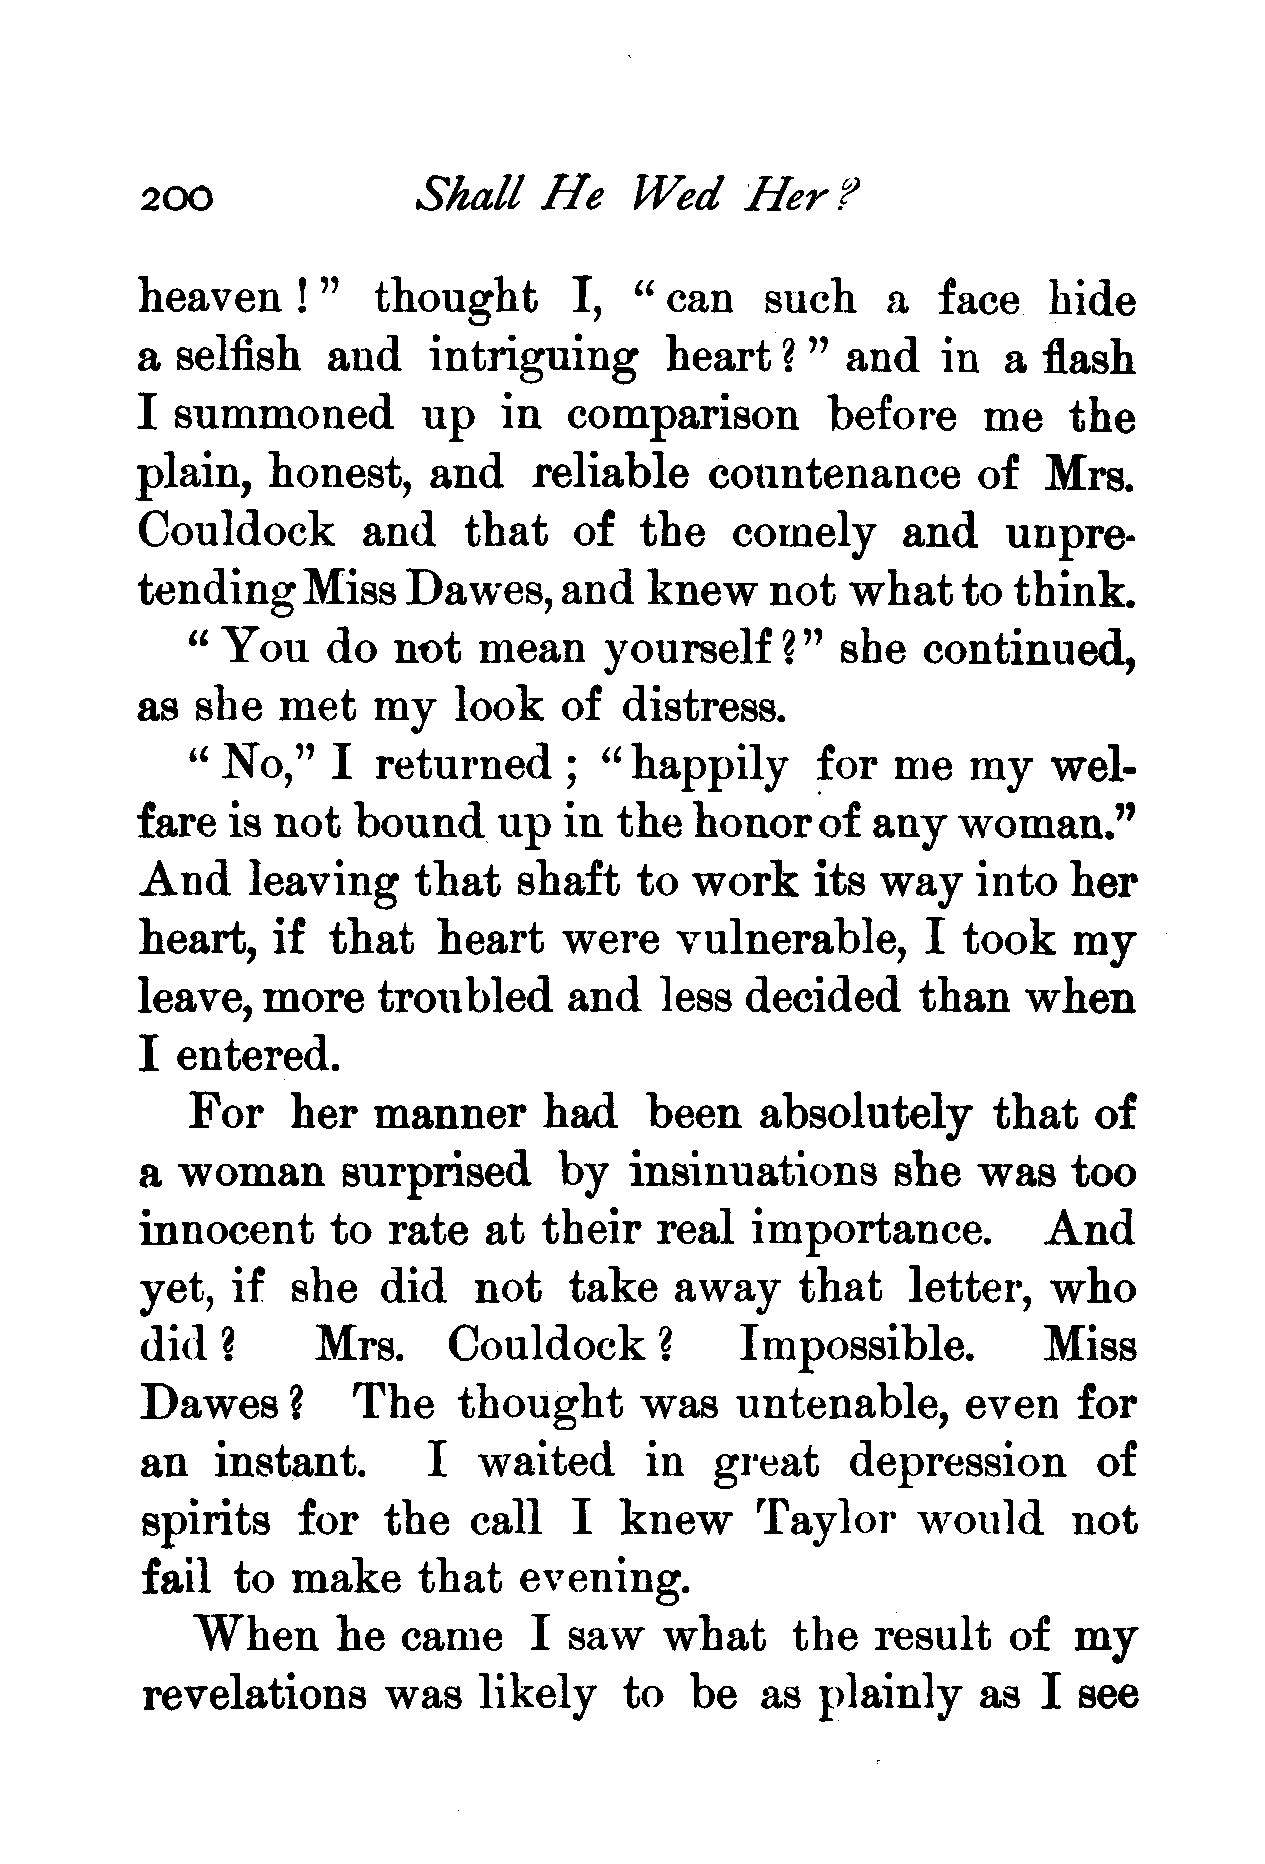 200 Shall He Wed Her?
heaven!" thought I, "can such a face hide
a selfish and intriguing heart?" and in a flash
I summoned up in comparison before me the
plain, honest, and reliable countenance of Mrs.
Couldock and that of the comely and unpre-
tending Miss Dawes, and knew not what to think.
"You do not mean yourself?" she continued,
as she met my look of distress.
"No," I returned; "happily for me my wel-
fare is not bound up in the honor of any woman."
And leaving that shaft to work its way into her
heart, if that heart were vulnerable, I took my
leave, more troubled and less decided than when
I entered.
For her manner had been absolutely that of
a woman surprised by insinuations she was too
innocent to rate at their real importance. And
yet, if she did not take away that letter, who
did? Mrs. Couldock? Impossible. Miss
Dawes? The thought was untenable, even for
an instant. I waited in great depression of
spirits for the call I knew Taylor would not
fail to make that evening.
When he came I saw what the result of my
revelations was likely to be as plainly as I see